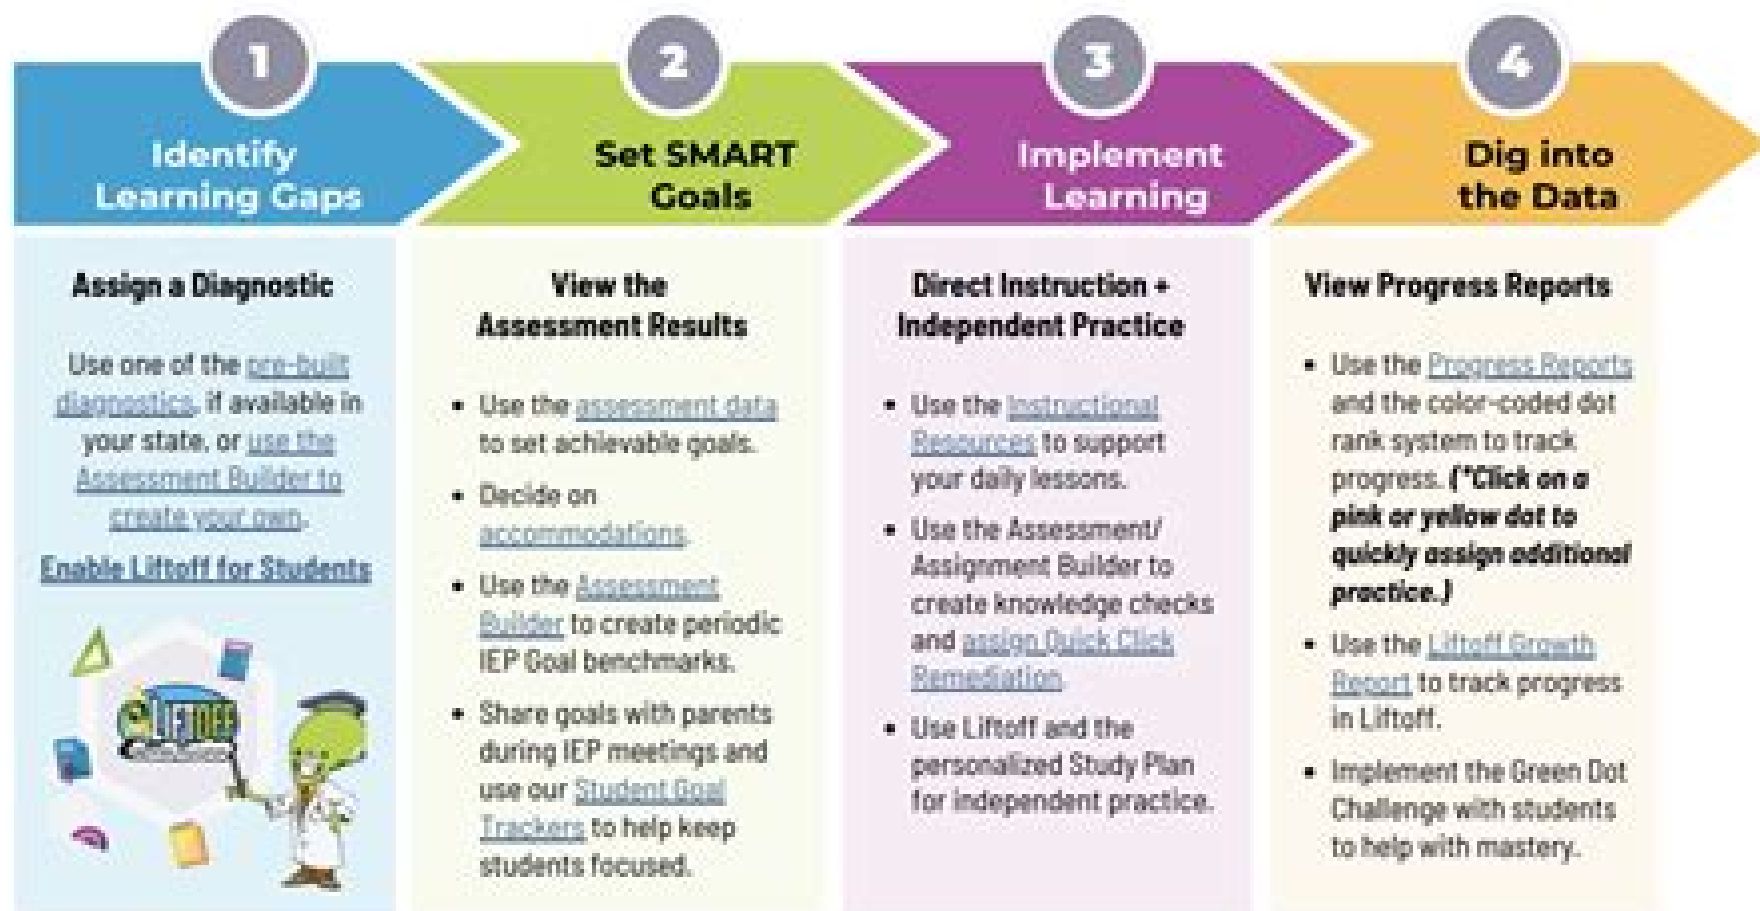 1
Identify
Learning Gaps
Assign a Diagnostic
Use one of the pre-built
diagnostics, if available in
your state, or use the
Assessment Builder to
create your own.
Enable Liftoff for Students
LIFTOFF
2
Set SMART
Goals
View the
Assessment Results
• Use the assessment data
to set achievable goals.
• Decide on
accommodations.
• Use the Assessment
Builder to create periodic
IEP Goal benchmarks.
• Share goals with parents
during IEP meetings and
use our Student Goal
Trackers to help keep
students focused.
3
Implement
Learning
Direct Instruction +
Independent Practice
• Use the Instructional
Resources to support
your daily lessons.
• Use the Assessment/
Assignment Builder to
create knowledge checks
and assign Quick Click
Remediation.
• Use Liftoff and the
personalized Study Plan
for independent practice.
4
Dig into
the Data
View Progress Reports
• Use the Progress Reports
and the color-coded dot
rank system to track
progress. (*Click on a
pink or yellow dot to
quickly assign additional
practice.)
• Use the Liftoff Growth
Report to track progress
in Liftoff.
• Implement the Green Dot
Challenge with students
to help with mastery.